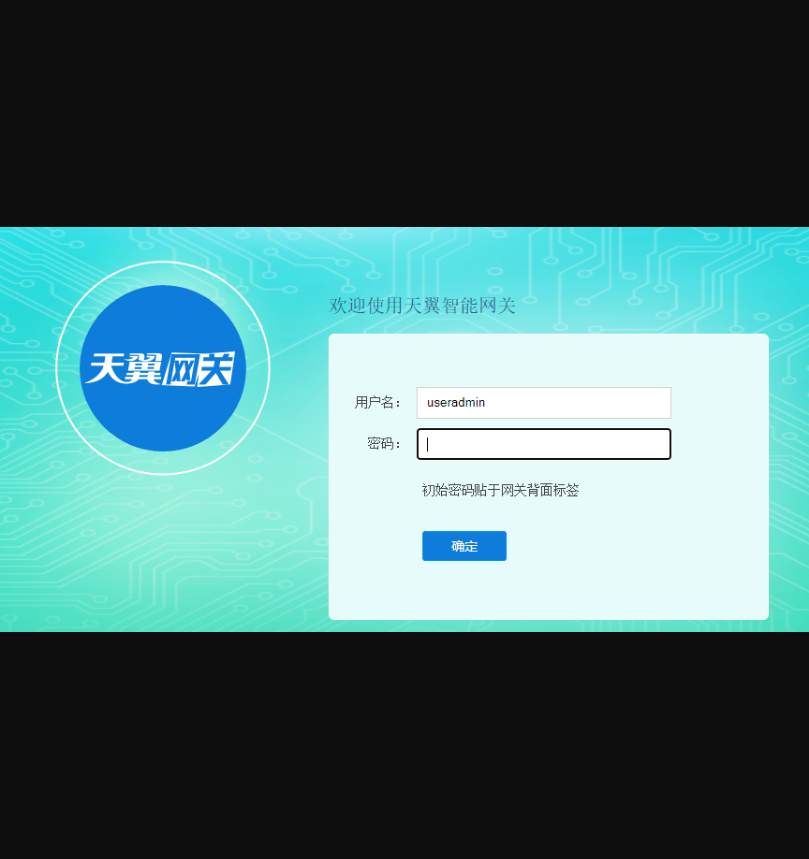 天翼网关
欢迎使用天翼智能网关
用户名： useradmin
密码：
初始密码贴于网关背面标签
确定